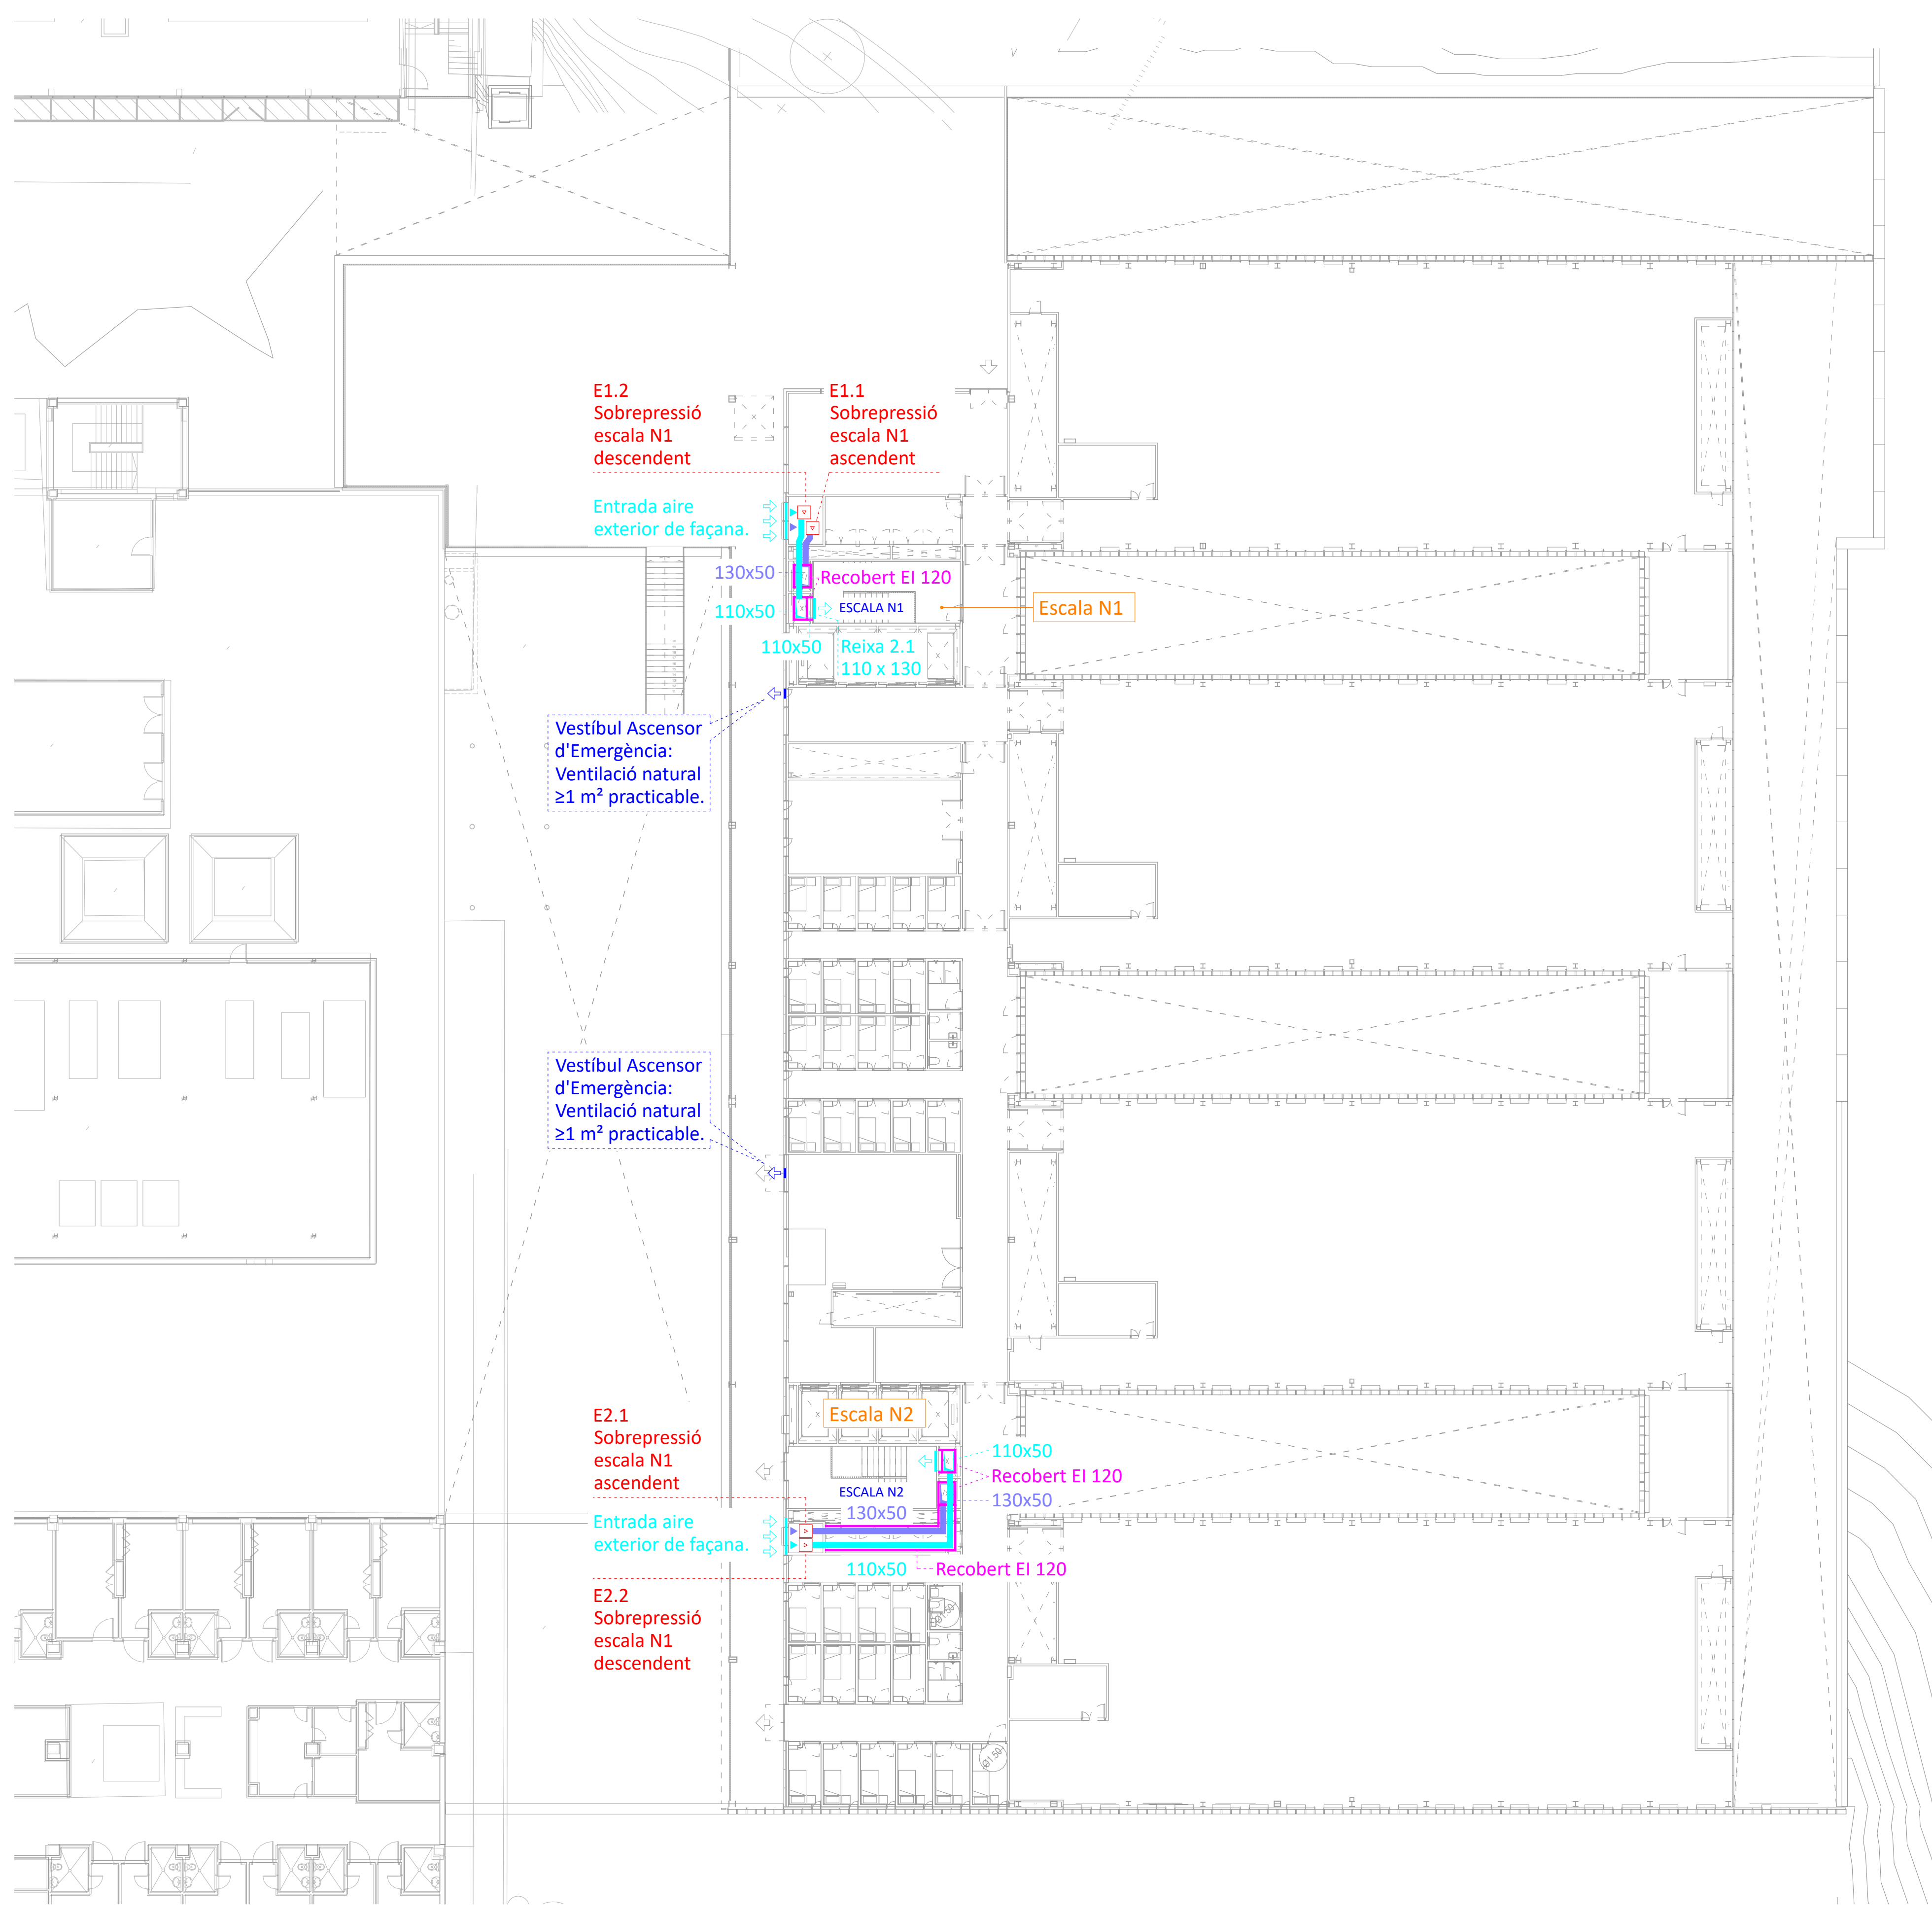 E1.2
Sobrepressió
escala N1
descendent
E1.1
Sobrepressió
escala N1
ascendent
Entrada aire
exterior de façana.
130x50
Recobert EI 120
110x50
ESCALA N1
Escala N1
110x50
Reixa 2.1
110 x 130
Vestíbul Ascensor
d'Emergència:
Ventilació natural
≥1 m² practicable.
Vestíbul Ascensor
d'Emergència:
Ventilació natural
≥1 m² practicable.
Escala N2
E2.1
Sobrepressió
escala N1
ascendent
110x50
Recobert EI 120
130x50
ESCALA N2
130x50
Entrada aire
exterior de façana.
110x50
Recobert EI 120
E2.2
Sobrepressió
escala N1
descendent
Ø1.50
Ø1.50